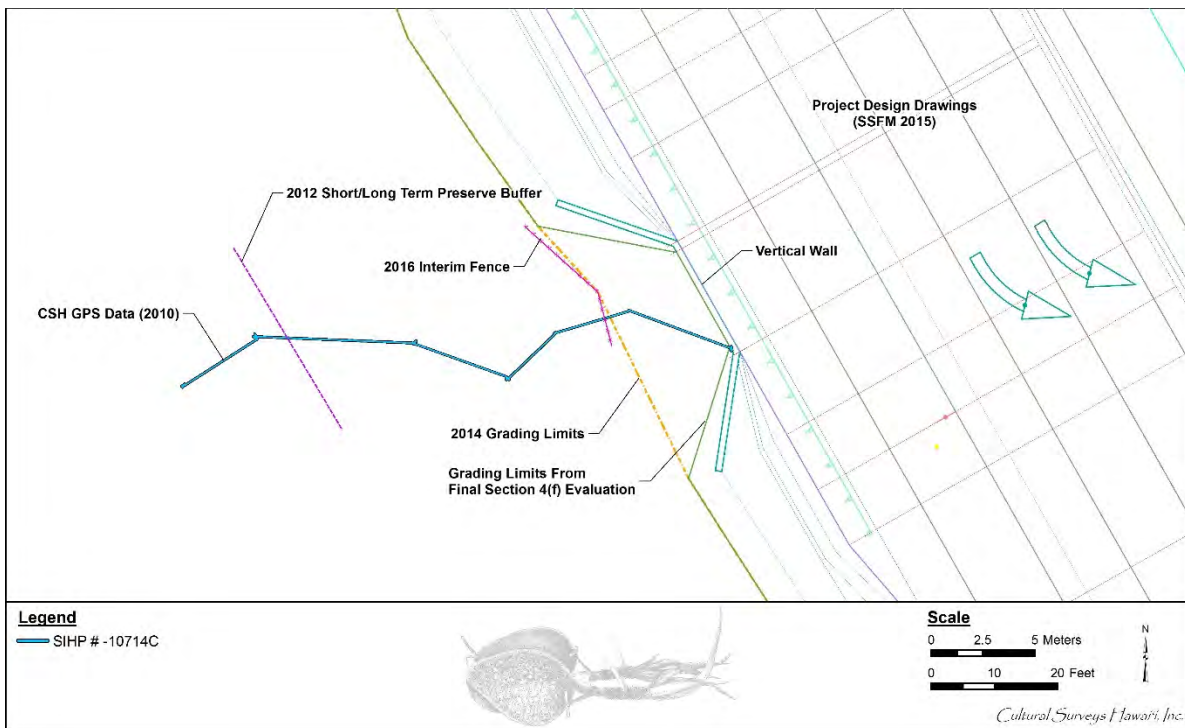 Project Design Drawings
(SSFM 2015)
2012 Short/Long Term Preserve Buffer
2016 Interim Fence
Vertical Wall
CSH GPS Data (2010)
2014 Grading Limits
Grading Limits From
Final Section 4(f) Evaluation
Legend
SIHP # -10714C
Scale
0 2.5 5 Meters
0 10 20 Feet
N
Cultural Surveys Hawai'i, Inc.